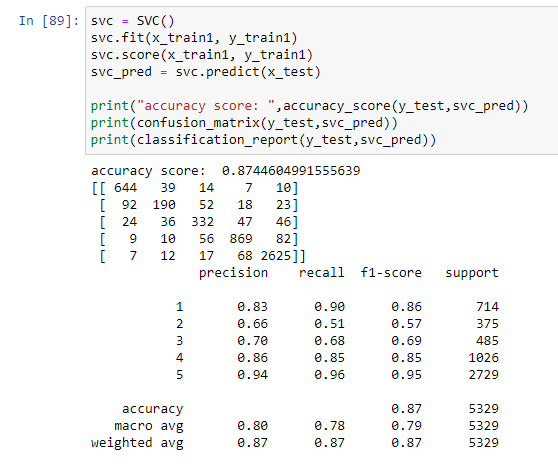 In [89]: svc = SVC()
svc.fit(x_train1, y_train1)
svc.score(x_train1, y_train1)
svc_pred = svc.predict(x_test)
print("accuracy score: ",accuracy_score(y_test,svc_pred))
print(confusion_matrix(y_test,svc_pred))
print(classification_report(y_test,svc_pred))
accuracy score:  0.8744604991555639
[[ 644   39   14    7   10]
 [  92  190   52   18   23]
 [  24   36  332   47   46]
 [   9   10   56  869   82]
 [   7   12   17   68 2625]]
              precision    recall  f1-score   support
           1       0.83      0.90      0.86       714
           2       0.66      0.51      0.57       375
           3       0.70      0.68      0.69       485
           4       0.86      0.85      0.85      1026
           5       0.94      0.96      0.95      2729
    accuracy                           0.87      5329
   macro avg       0.80      0.78      0.79      5329
weighted avg       0.87      0.87      0.87      5329